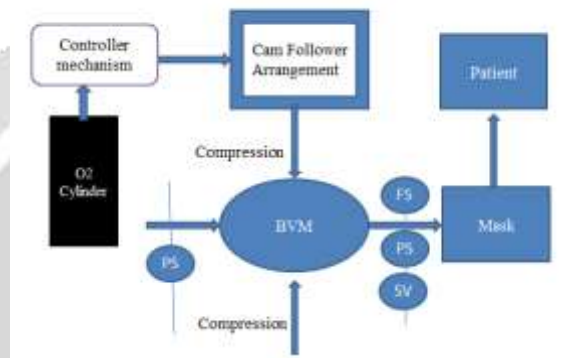 Controller
mechanism
Cam Follower
Arrangement
Patient
O2
Cylinder
Compression
FS
BVM
Mask
PS
PS
SV
Compression